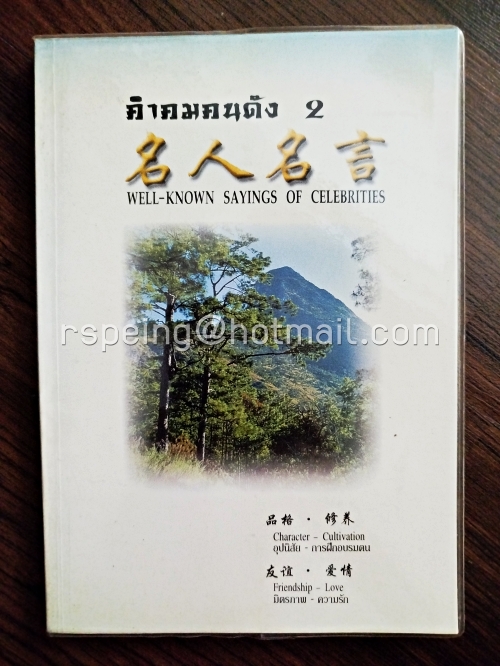 คำคมคนดัง 2
名人名言
WELL-KNOWN SAYINGS OF CELEBRITIES
rspeing@hotmail.com
品格·修养
Character – Cultivation
อุปนิสัย - การฝึกอบรมตน
友谊·爱情
Friendship – Love
มิตรภาพ - ความรัก